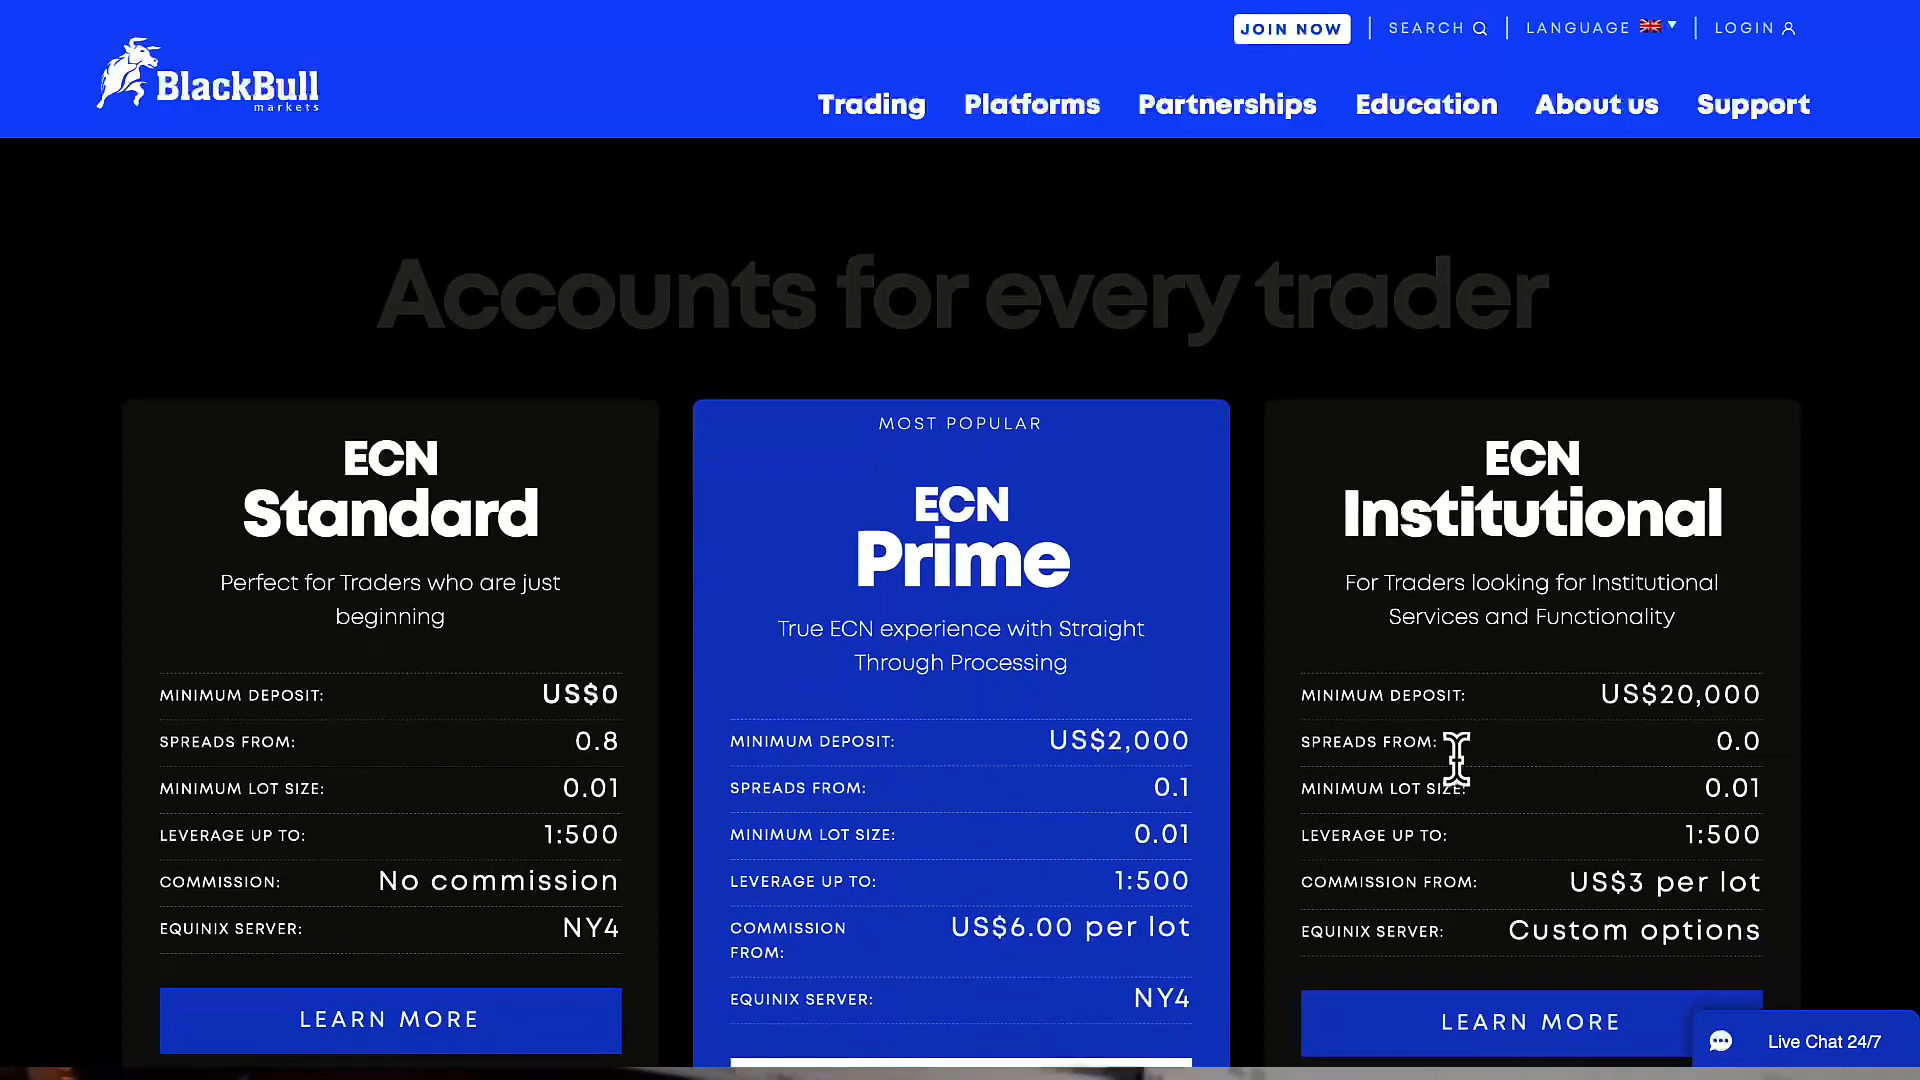 JOIN NOW
SEARCH
LANGUAGE
LOGIN
BlackBull
markets
Trading
Platforms
Partnerships
Education
About us
Support
Accounts for every trader
ECN
Standard
Perfect for Traders who are just
beginning
MINIMUM DEPOSIT: US$0
SPREADS FROM: 0.8
MINIMUM LOT SIZE: 0.01
LEVERAGE UP TO: 1:500
COMMISSION: No commission
EQUINIX SERVER: NY4
LEARN MORE
MOST POPULAR
ECN
Prime
True ECN experience with Straight
Through Processing
MINIMUM DEPOSIT: US$2,000
SPREADS FROM: 0.1
MINIMUM LOT SIZE: 0.01
LEVERAGE UP TO: 1:500
COMMISSION US$6.00 per lot
FROM:
EQUINIX SERVER: NY4
ECN
Institutional
For Traders looking for Institutional
Services and Functionality
MINIMUM DEPOSIT: US$20,000
SPREADS FROM: 0.0
MINIMUM LOT SIZE: 0.01
LEVERAGE UP TO: 1:500
COMMISSION FROM: US$3 per lot
EQUINIX SERVER: Custom options
LEARN MORE
Live Chat 24/7